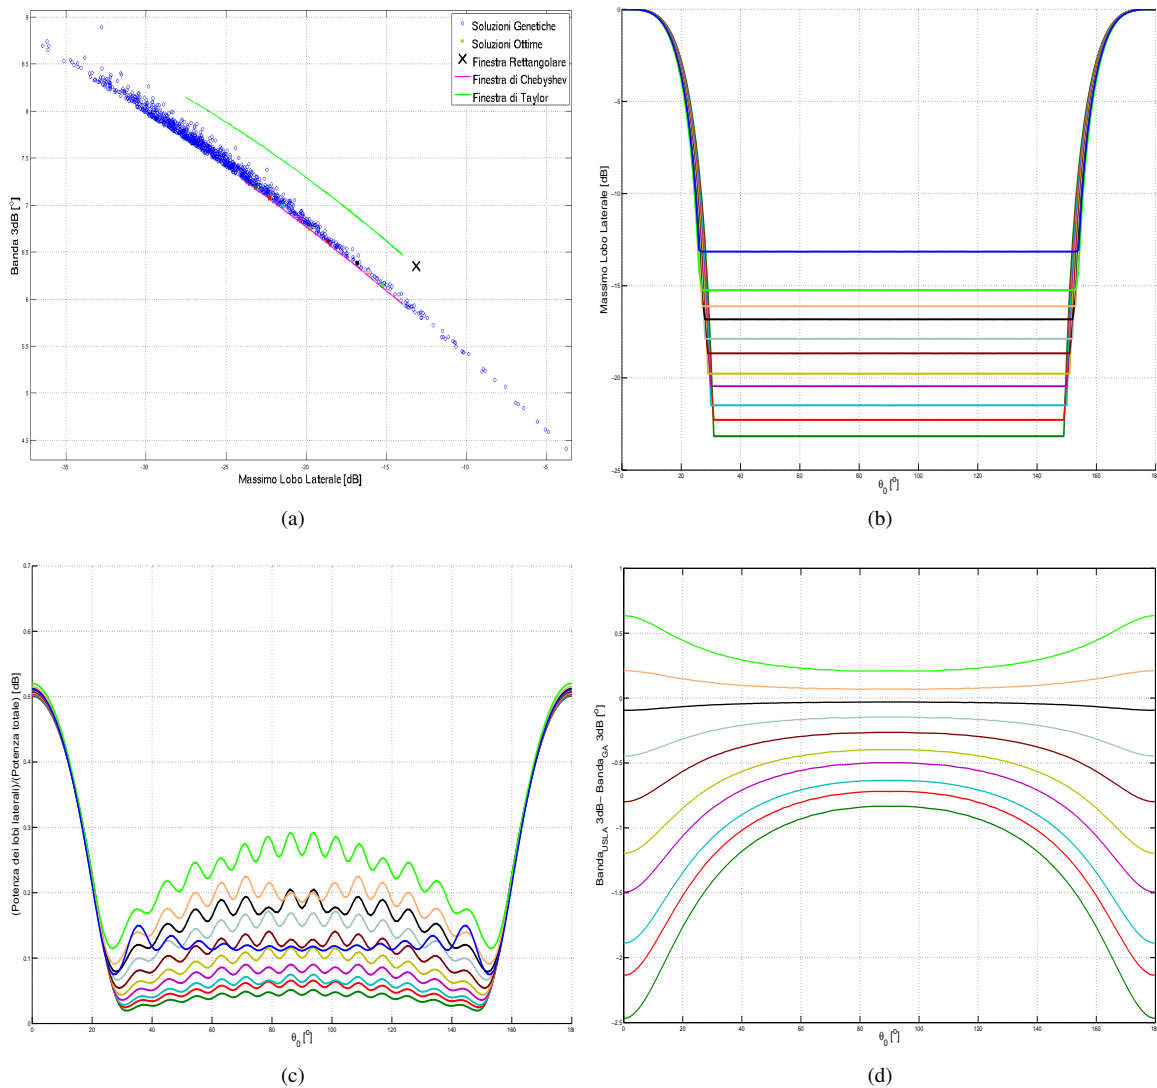 Soluzioni Genetiche
Soluzioni Ottime
Finestra Rettangolare
Finestra di Chebyshev
Finestra di Taylor
9
8.5
8
7.5
7
6.5
6
5.5
5
4.5
Banda 3dB [°]
-35 -30 -25 -20 -15 -10 -5
Massimo Lobo Laterale [dB]
(a)
0
-5
-10
-15
-20
-25
Massimo Lobo Laterale [dB]
0 20 40 60 80 100 120 140 160 180
θ0 [°]
(b)
0.7
0.6
0.5
0.4
0.3
0.2
0.1
0
(Potenza dei lobi laterali)/(Potenza totale) [dB]
0 20 40 60 80 100 120 140 160 180
θ0 [°]
(c)
1
0.5
0
-0.5
-1
-1.5
-2
-2.5
Banda_USLA 3dB- Banda_GA 3dB [°]
0 20 40 60 80 100 120 140 160 180
θ0 [°]
(d)